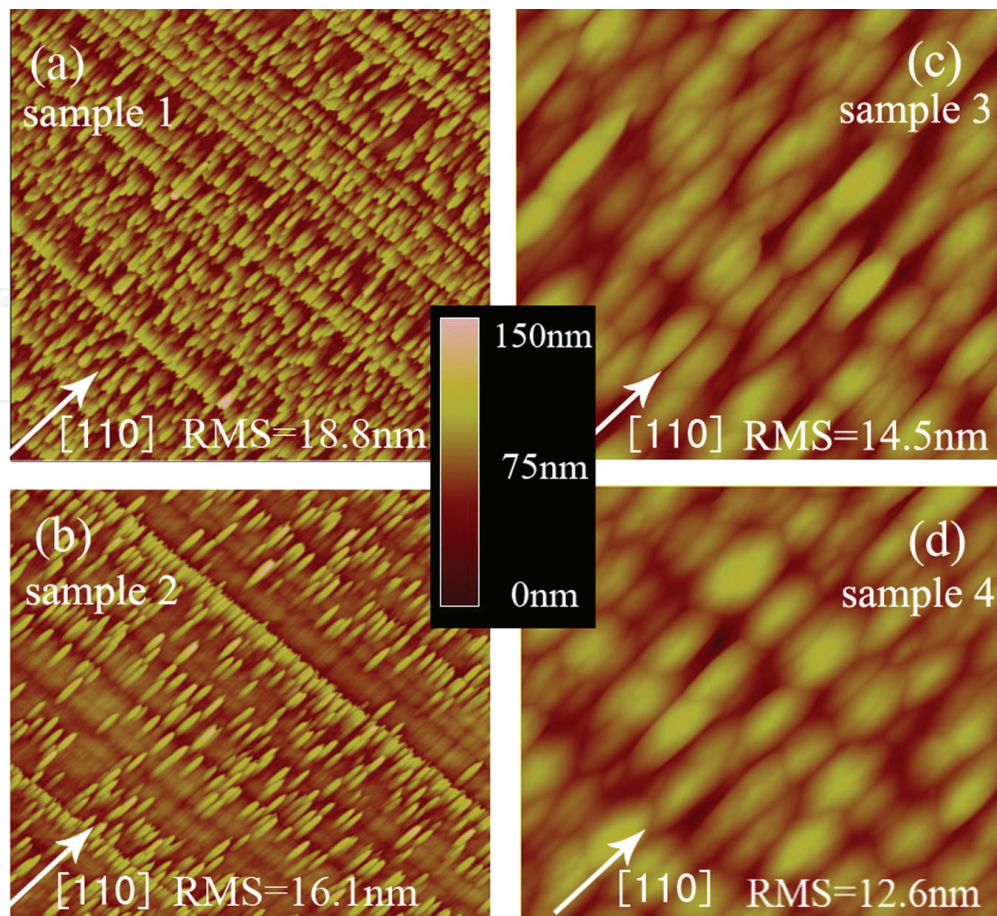 (a)
sample 1
[110] RMS=18.8nm
(c)
sample 3
[110] RMS=14.5nm
150nm
75nm
0nm
(b)
sample 2
[110] RMS=16.1nm
(d)
sample 4
[110] RMS=12.6nm